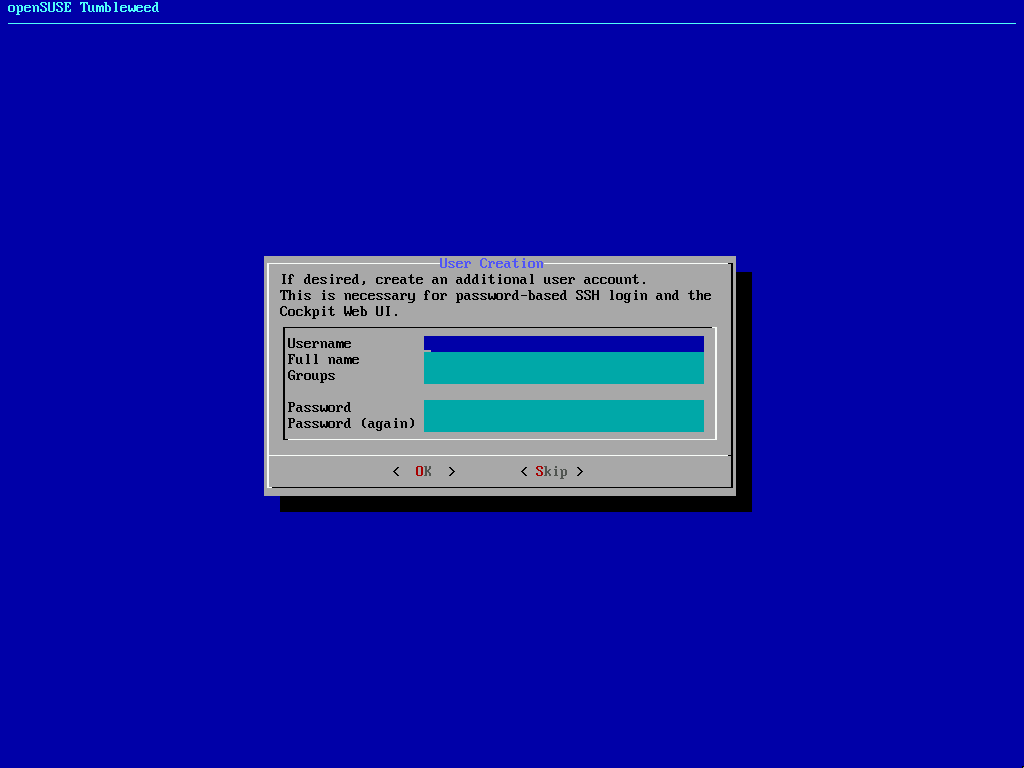 openSUSE Tumbleweed
User Creation
If desired, create an additional user account.
This is necessary for password-based SSH login and the
Cockpit Web UI.
Username
Full name
Groups
Password
Password (again)
< OK > < Skip >